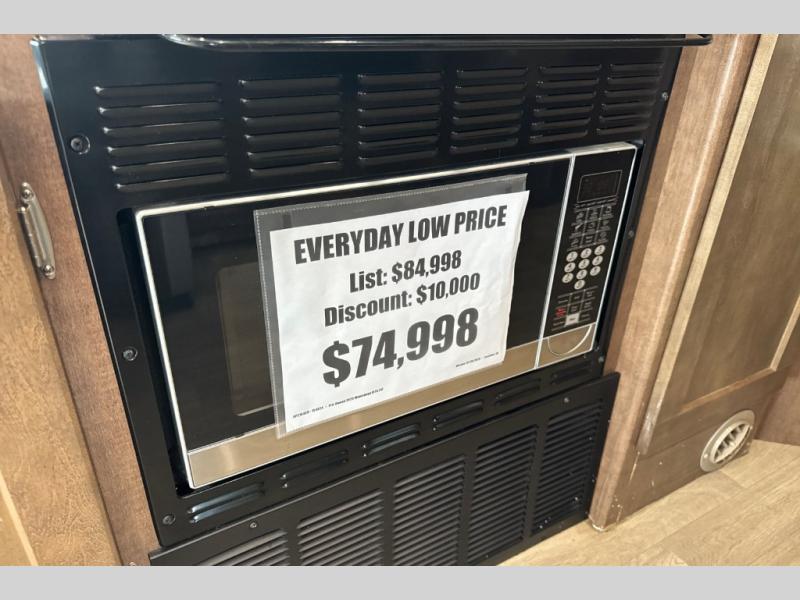 EVERYDAY LOW PRICE
List: $84,998
Discount: $10,000
$74,998